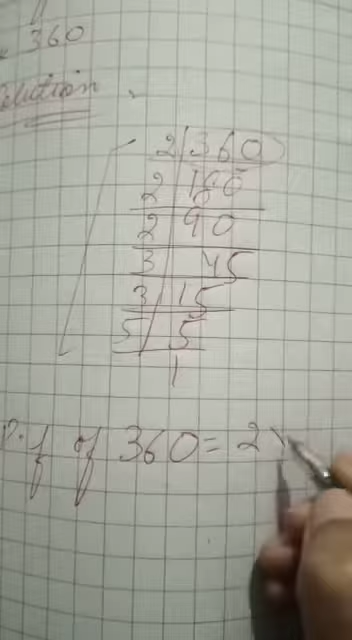 360
Solution
2 | 360
2 | 180
2 | 90
3 | 45
3 | 15
5 | 5
1
P.f of 360 = 2 ×